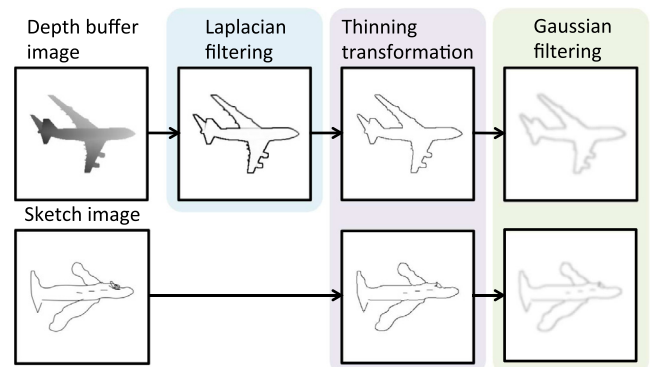 Depth buffer
image
Laplacian
filtering
Thinning
transformation
Gaussian
filtering
Sketch image